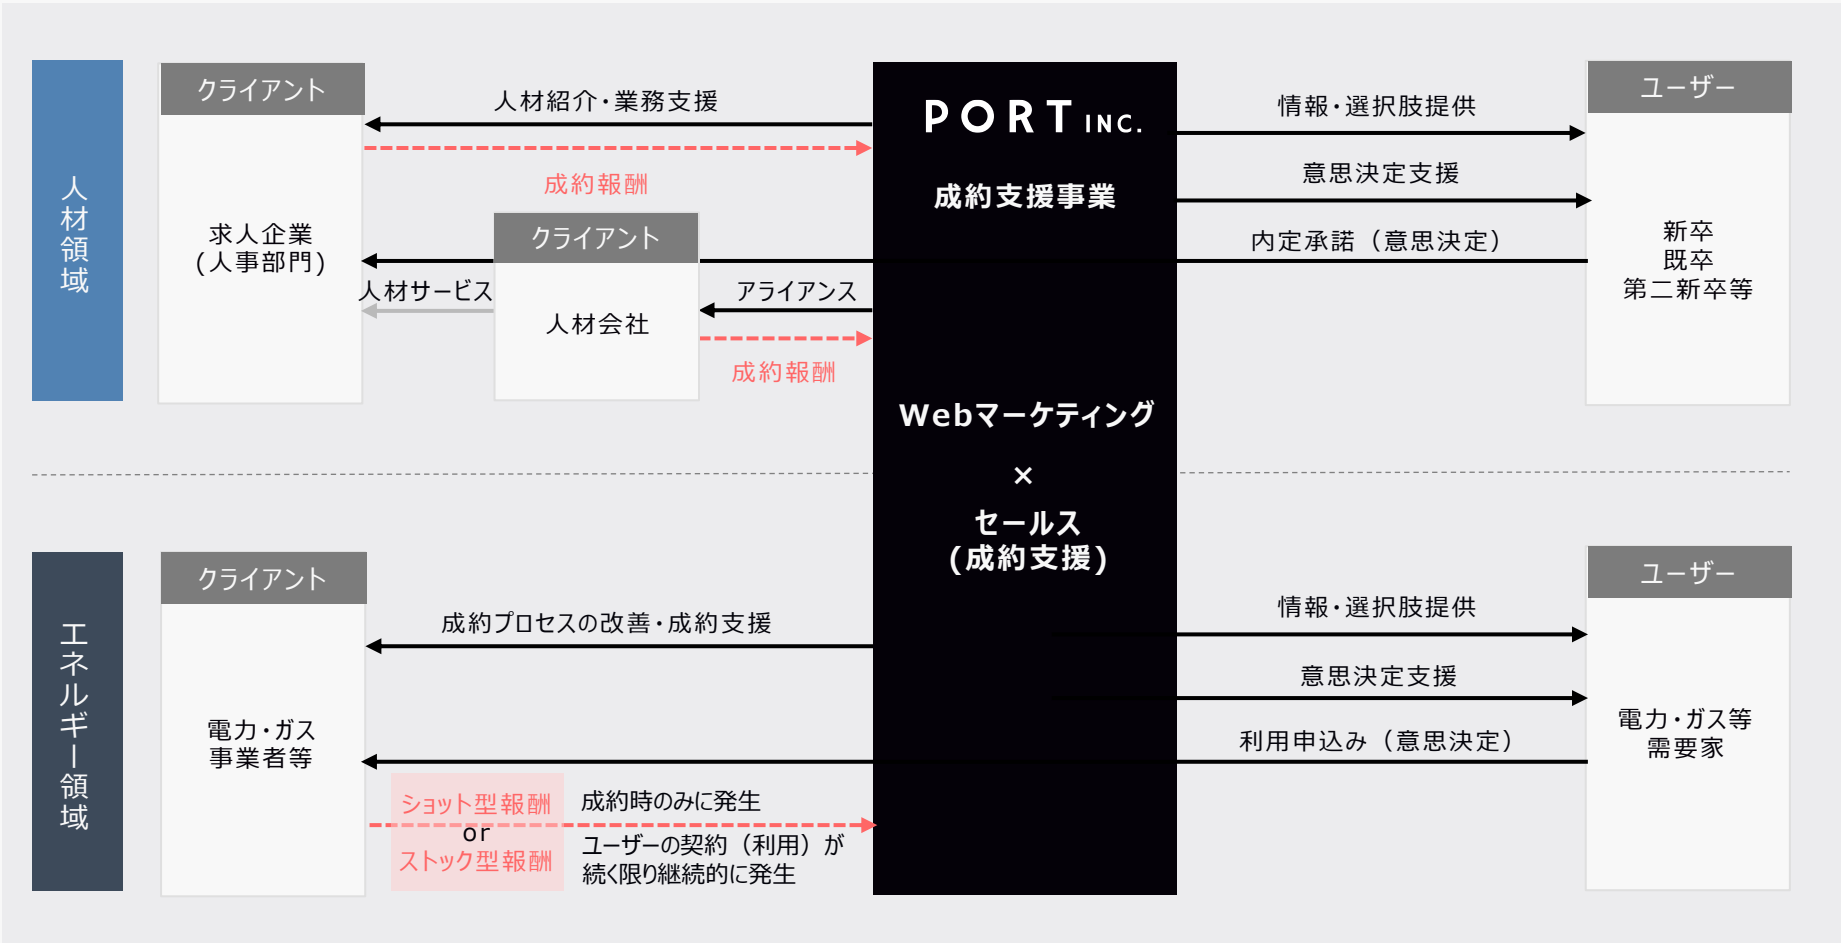 人材領域
クライアント
求人企業
(人事部門)
人材紹介・業務支援
成約報酬
クライアント
人材会社
人材サービス
アライアンス
成約報酬
PORT INC.
成約支援事業
Webマーケティング
×
セールス
(成約支援)
情報・選択肢提供
意思決定支援
内定承諾（意思決定）
ユーザー
新卒
既卒
第二新卒等
エネルギー領域
クライアント
電力・ガス
事業者等
成約プロセスの改善・成約支援
ショット型報酬
or
ストック型報酬
成約時のみに発生
ユーザーの契約（利用）が
続く限り継続的に発生
情報・選択肢提供
意思決定支援
利用申込み（意思決定）
ユーザー
電力・ガス等
需要家